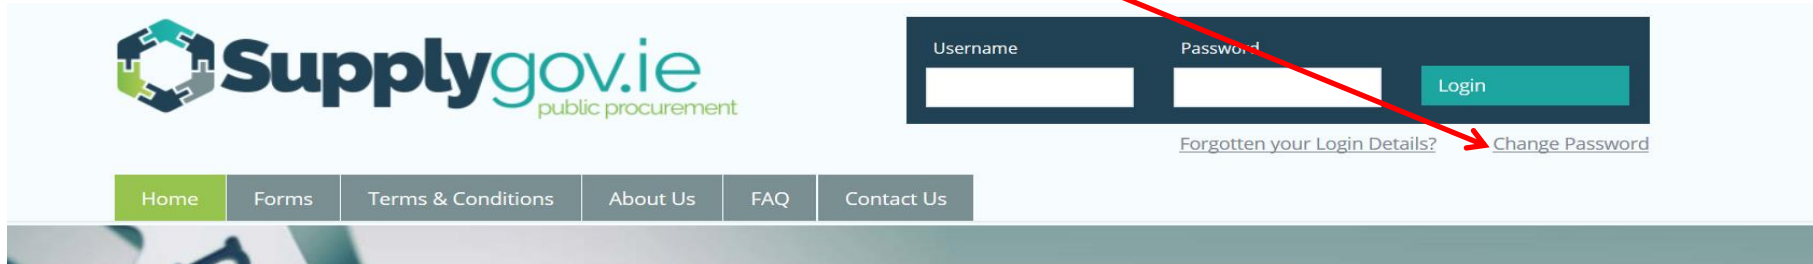 Supplygov.ie
public procurement
Username
Password
Login
Forgotten your Login Details?
Change Password
Home
Forms
Terms & Conditions
About Us
FAQ
Contact Us